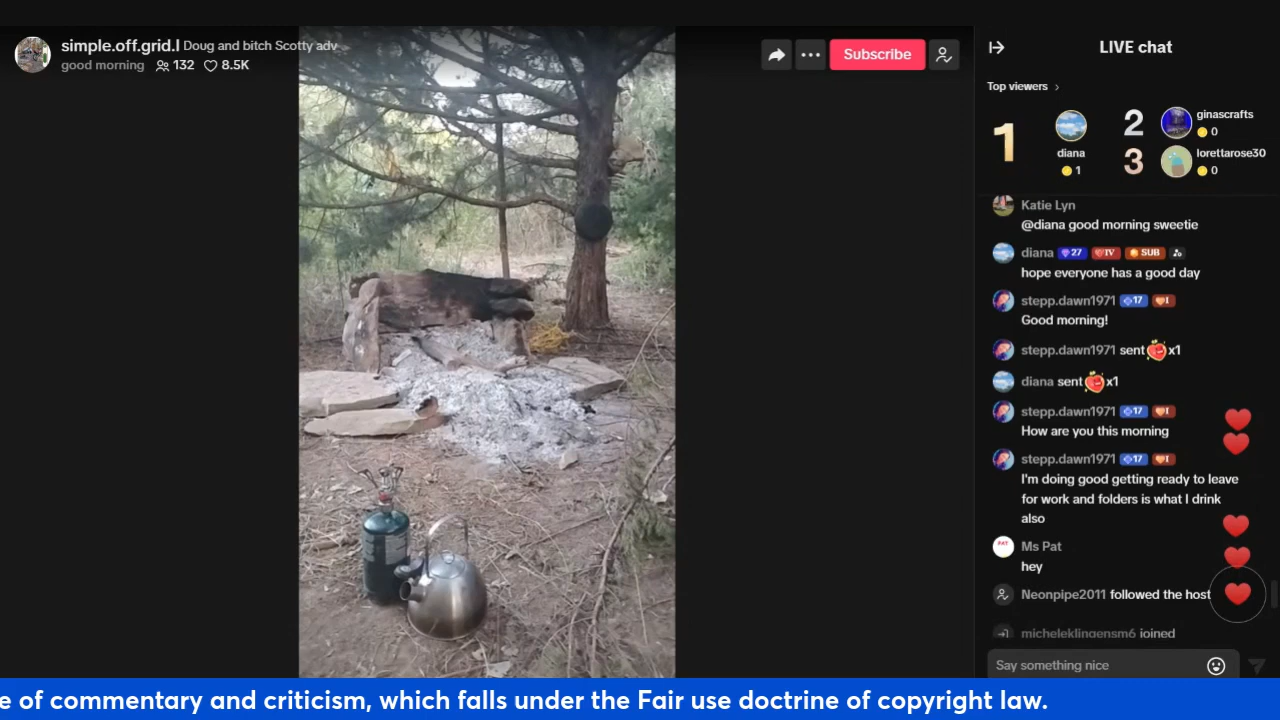 simple.off.grid.l Doug and bitch Scotty adv
good morning 132 8.5K
Subscribe
LIVE chat
Top viewers
1
diana
1
2
ginascrafts
0
3
lorettarose30
0
Katie Lyn
@diana good morning sweetie
diana 27 IV SUB
hope everyone has a good day
stepp.dawn1971 17 I
Good morning!
stepp.dawn1971 sent x1
diana sent x1
stepp.dawn1971 17 I
How are you this morning
stepp.dawn1971 17 I
I'm doing good getting ready to leave
for work and folders is what I drink
also
PAT
Ms Pat
hey
Neonpipe2011 followed the host
micheleklingensm6 joined
Say something nice
e of commentary and criticism, which falls under the Fair use doctrine of copyright law.